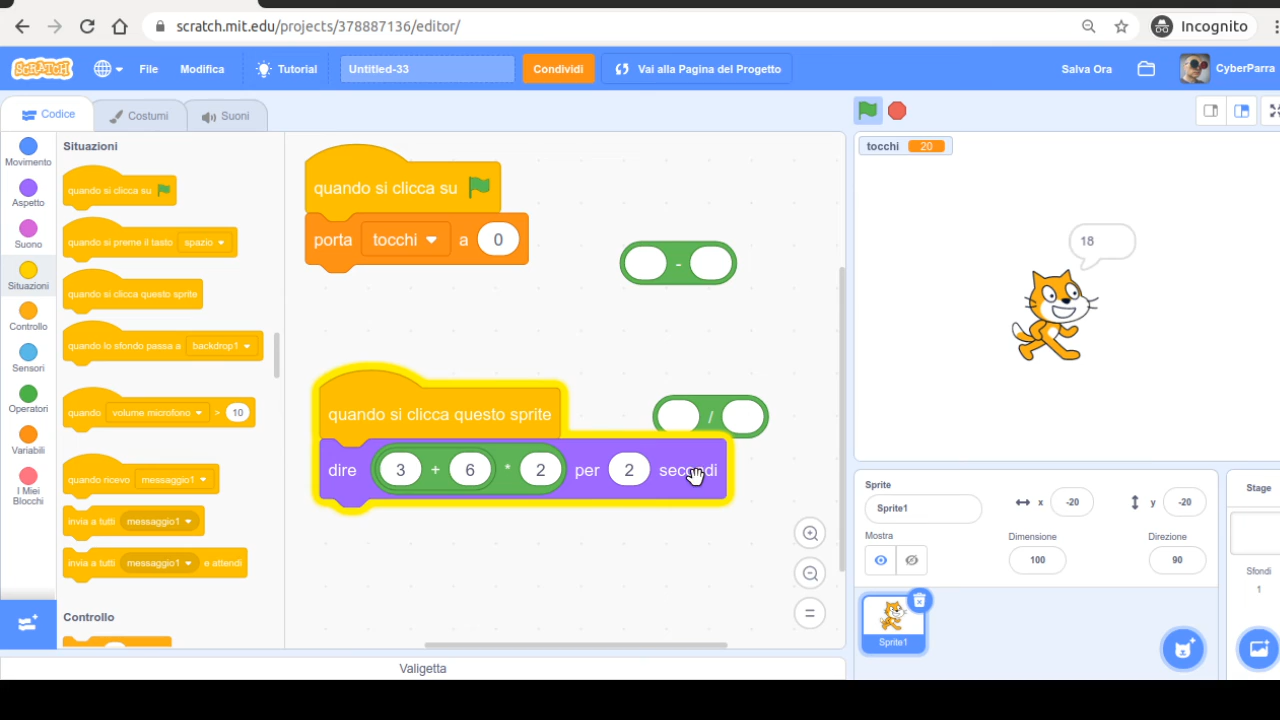 scratch.mit.edu/projects/378887136/editor/
Incognito
SCRATCH
File
Modifica
Tutorial
Untitled-33
Condividi
Vai alla Pagina del Progetto
Salva Ora
CyberParra
Codice
Costumi
Suoni
Movimento
Aspetto
Suono
Situazioni
Controllo
Sensori
Operatori
Variabili
I Miei
Blocchi
Situazioni
quando si clicca su
quando si preme il tasto spazio
quando si clicca questo sprite
quando lo sfondo passa a backdrop1
quando volume microfono > 10
quando ricevo messaggio1
invia a tutti messaggio1
invia a tutti messaggio1 e attendi
Controllo
quando si clicca su
porta tocchi a 0
-
quando si clicca questo sprite
/
dire 3 + 6 * 2 per 2 secondi
Valigetta
tocchi 20
18
Sprite
Sprite1
x -20
y -20
Mostra
Dimensione
100
Direzione
90
Sprite1
Stage
Sfondi
1